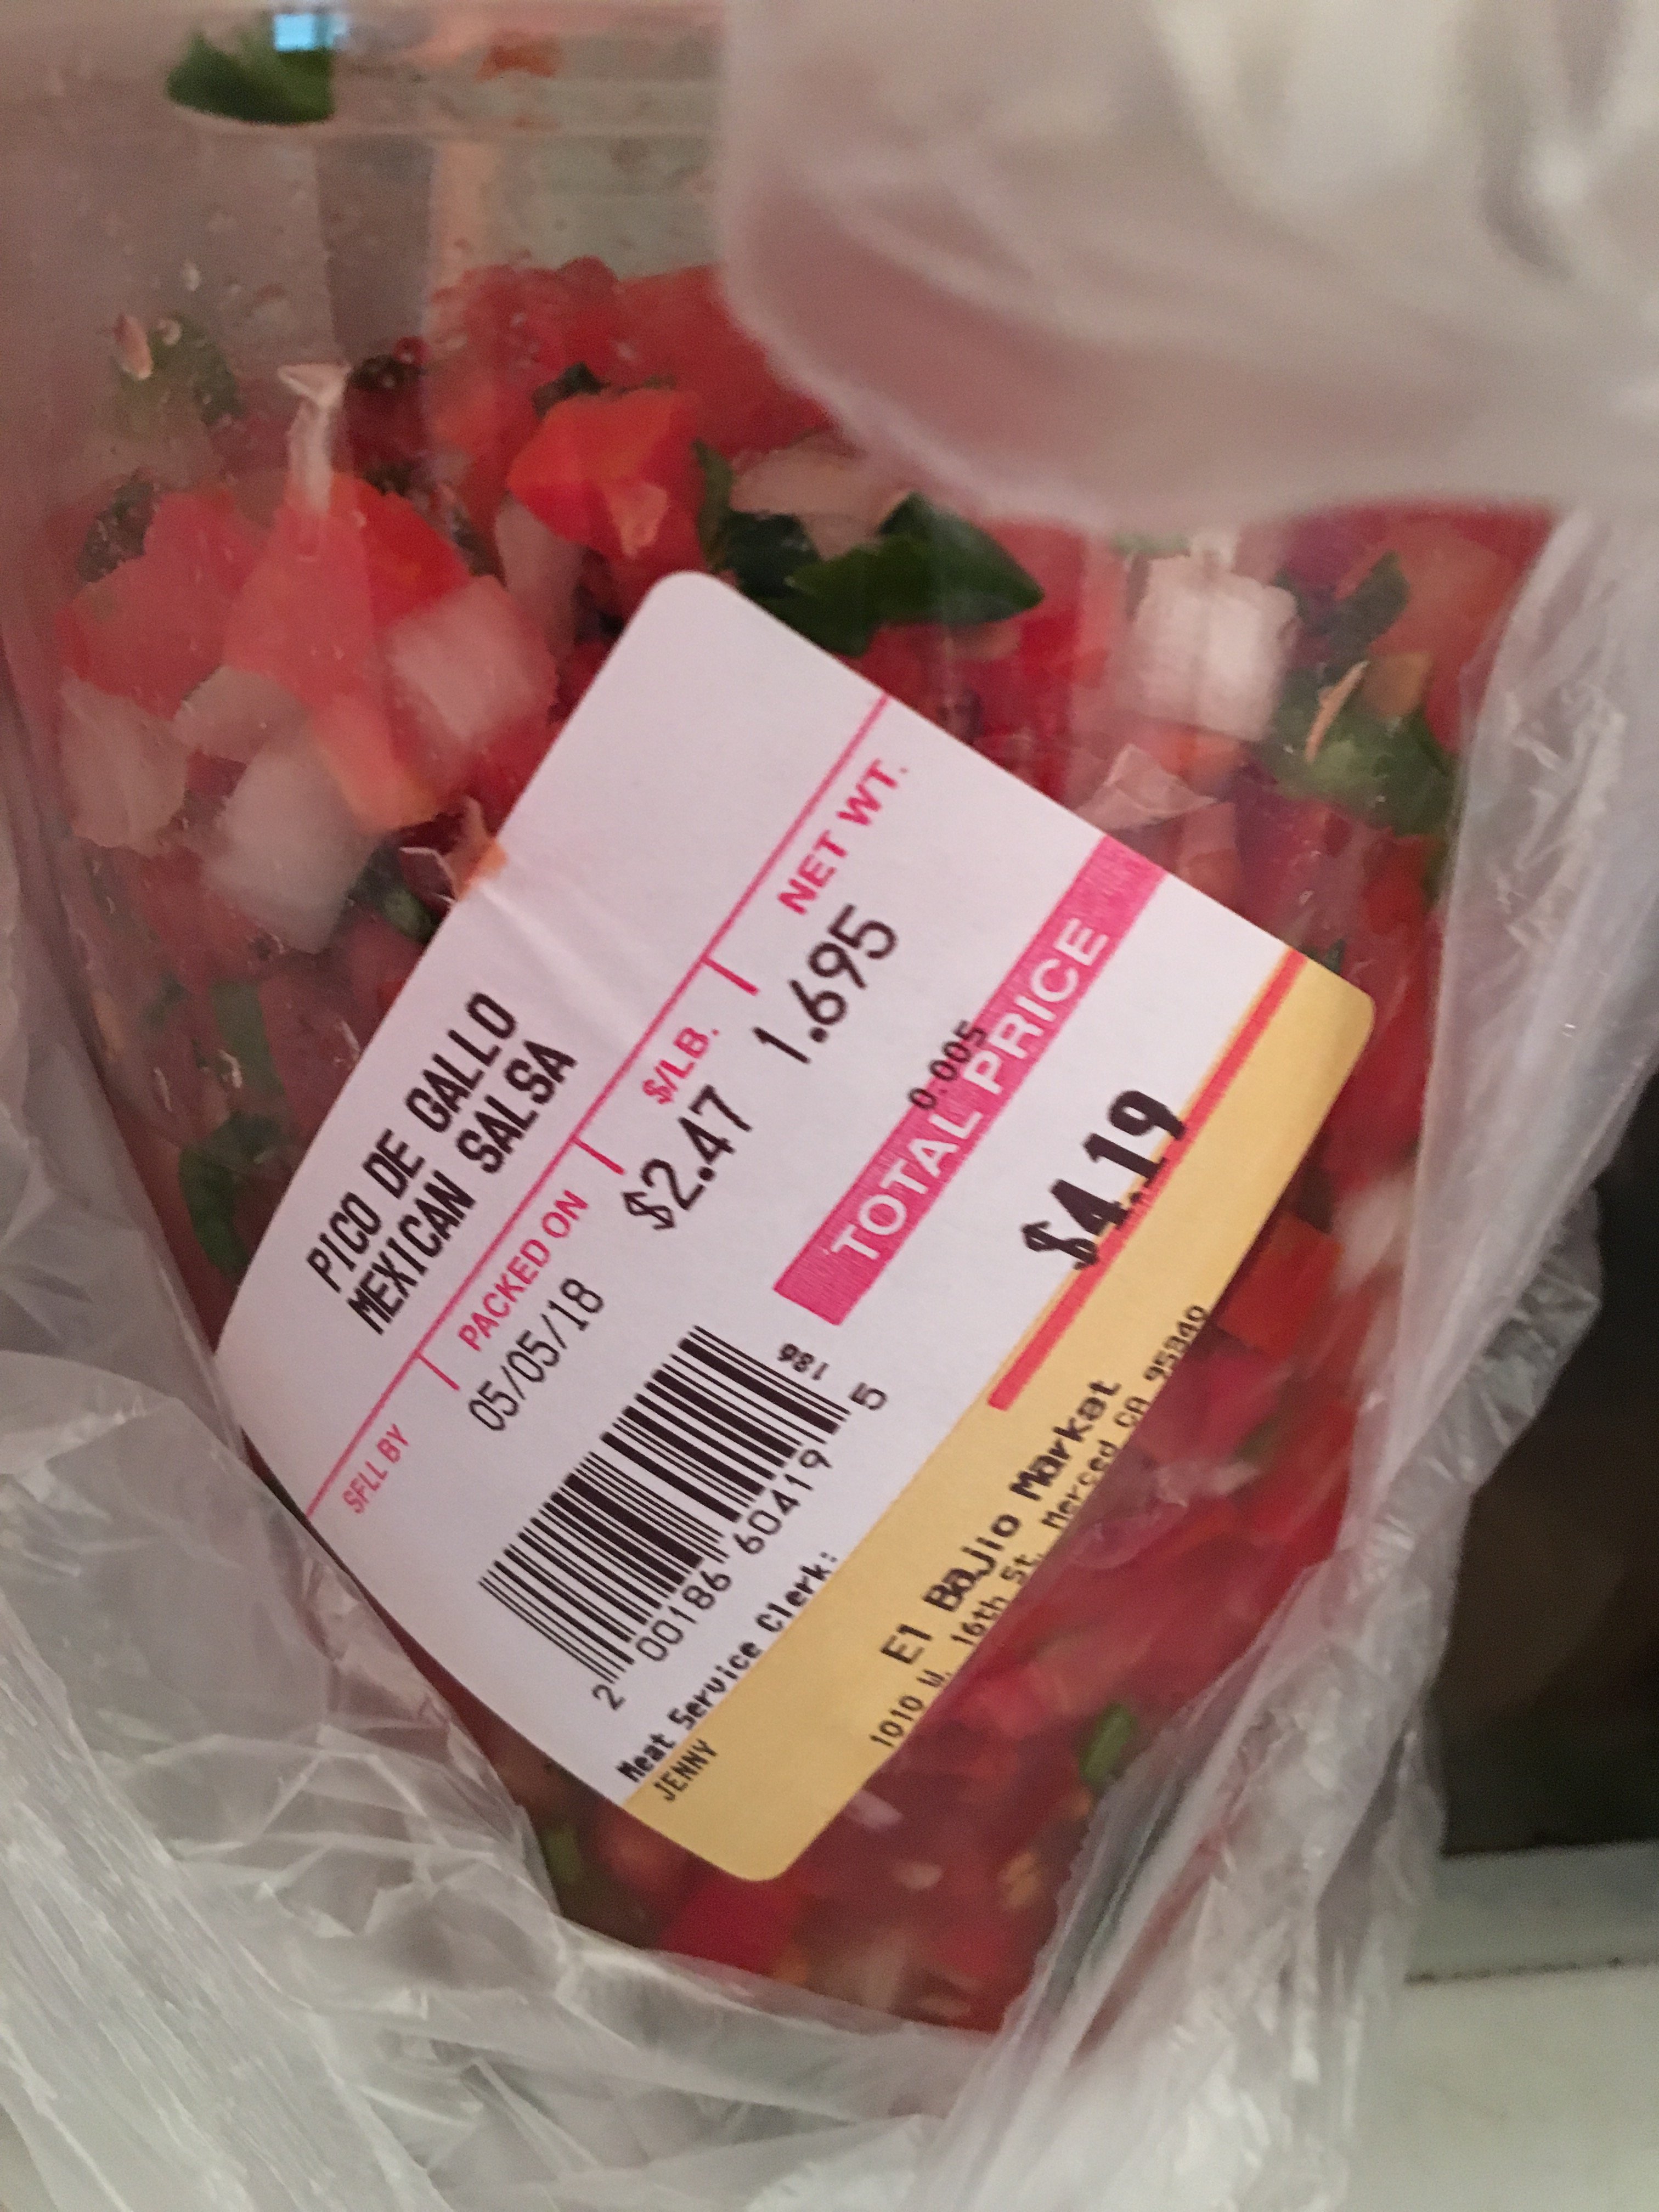 PICO DE GALLO
MEXICAN SALSA
SELL BY PACKED ON $/LB. NET WT.
05/05/18 $2.47 1.695
0.005
TOTAL PRICE
186
2 00186 60419 5
$4.19
Meat Service Clerk:
JENNY
El Bajio Market
1010 W. 16th St. Merced CA 95340